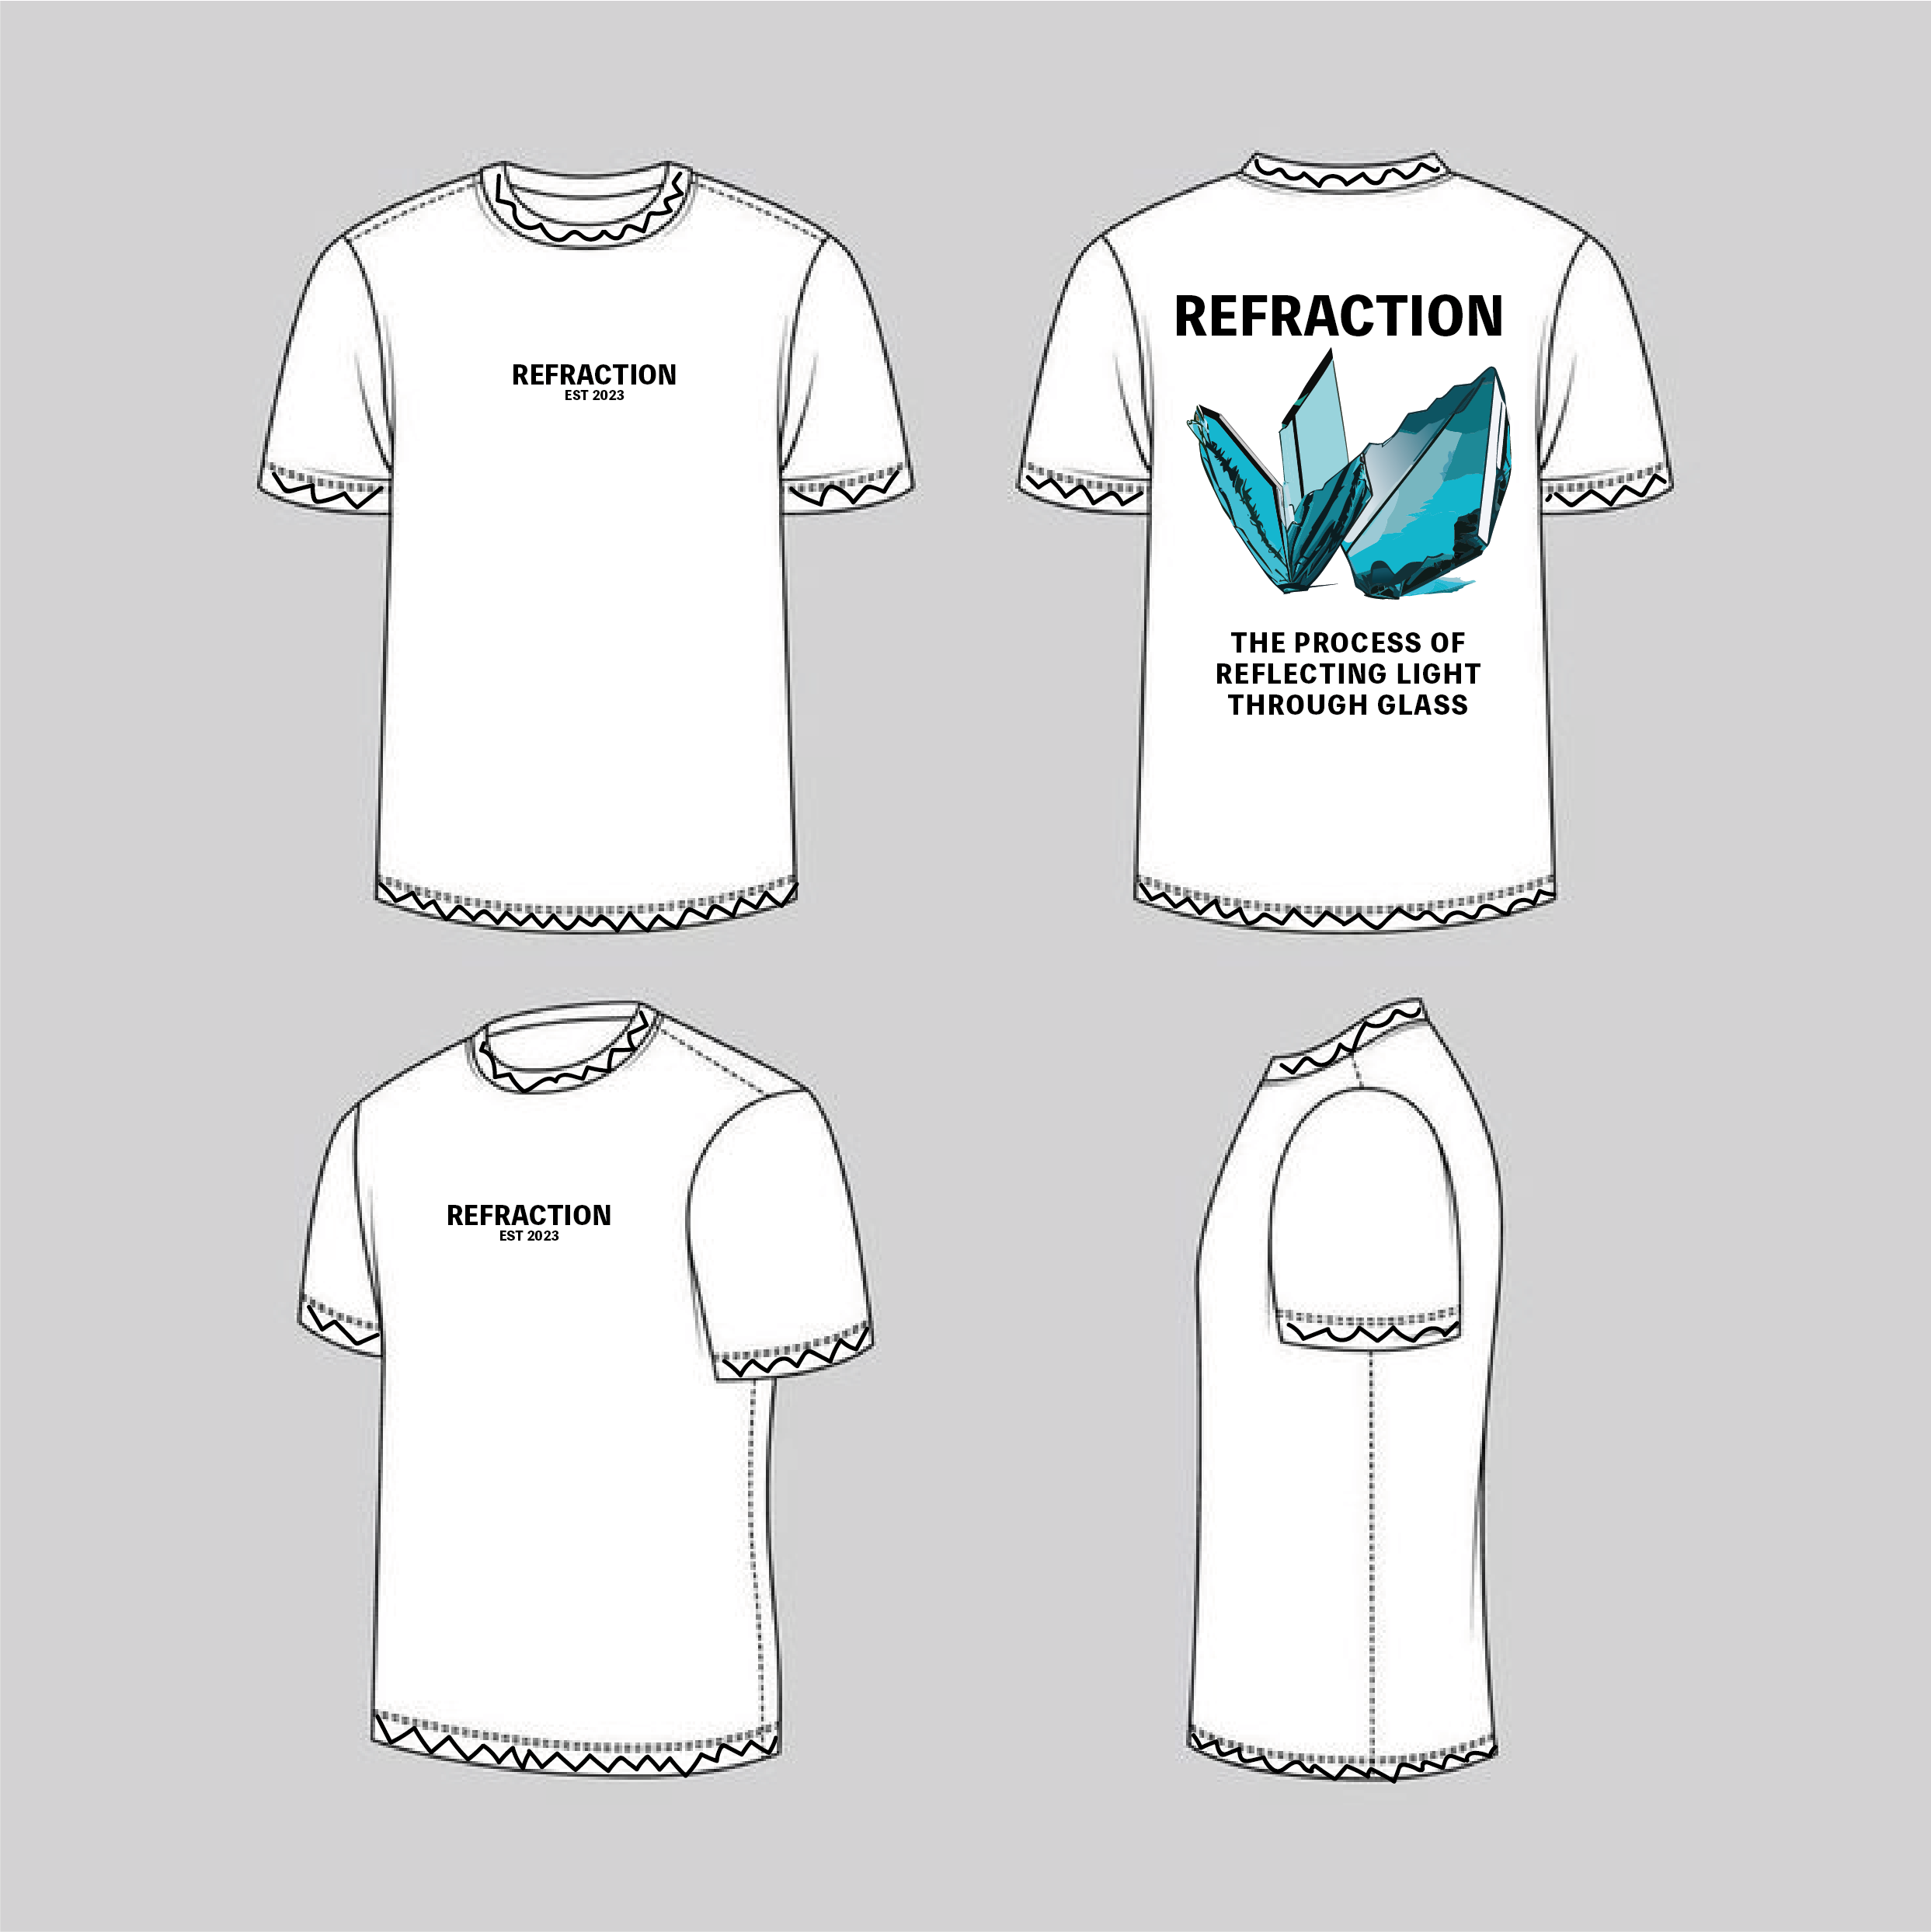 REFRACTION
EST 2023
REFRACTION
THE PROCESS OF
REFLECTING LIGHT
THROUGH GLASS
REFRACTION
EST 2023